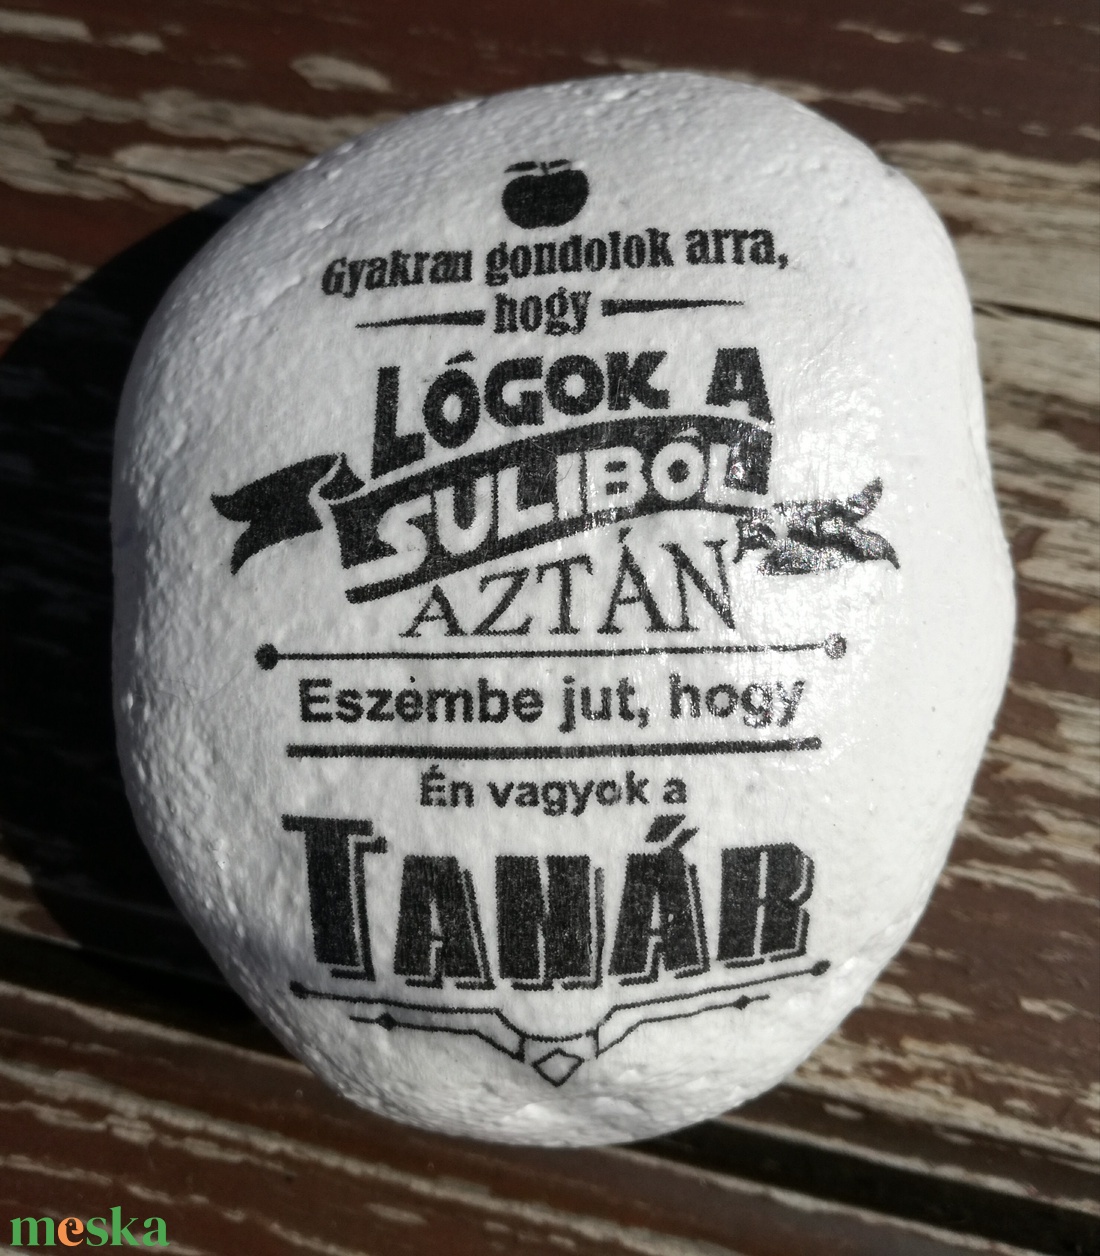 Gyakran gondolok arra,
hogy
LÓGOK A
SULIBÓL
AZTÁN
Eszembe jut, hogy
Én vagyok a
TANÁR
meska